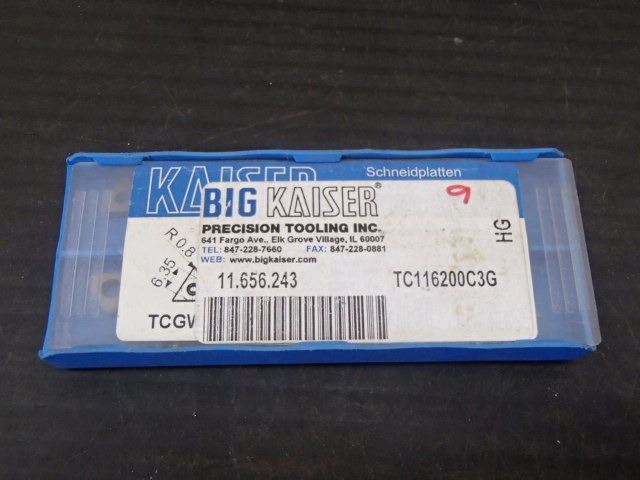 KAISER
Schneidplatten
BIG KAISER®
9
PRECISION TOOLING INC.
641 Fargo Ave., Elk Grove Village, IL 60007
TEL: 847-228-7660 FAX: 847-228-0881
WEB: www.bigkaiser.com
HG
R 0.8
6.35
11.656.243 TC116200C3G
TCGW